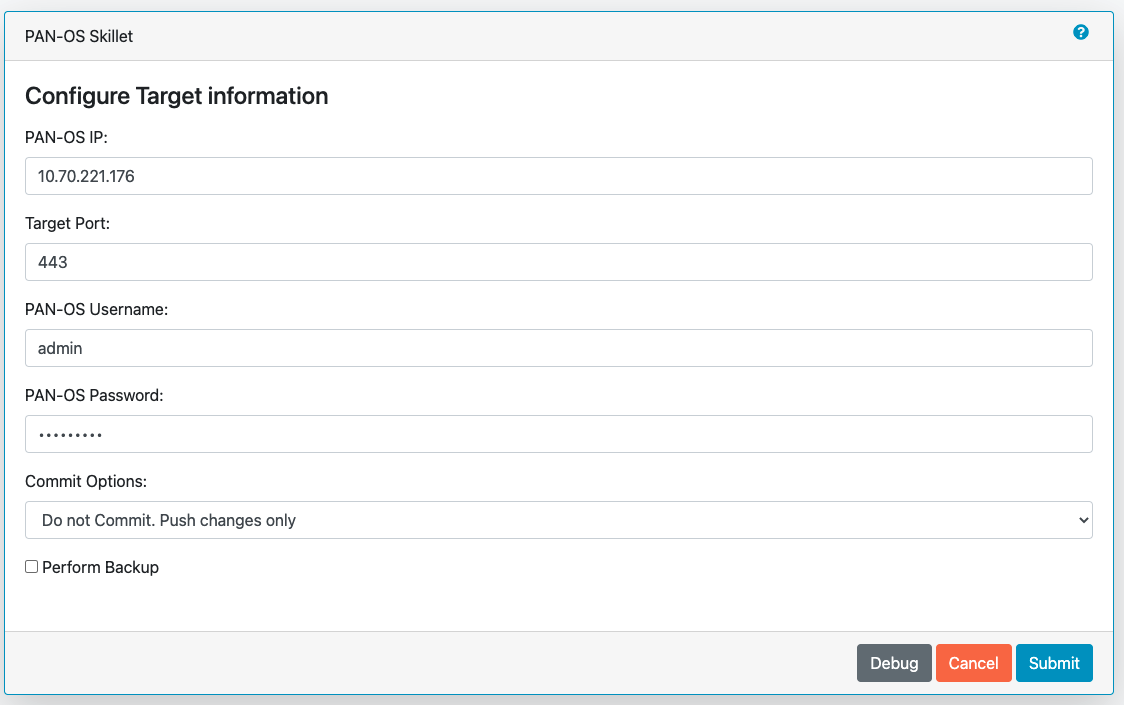 PAN-OS Skillet
?
Configure Target information
PAN-OS IP:
10.70.221.176
Target Port:
443
PAN-OS Username:
admin
PAN-OS Password:
•••••••••
Commit Options:
Do not Commit. Push changes only
Perform Backup
Debug Cancel Submit